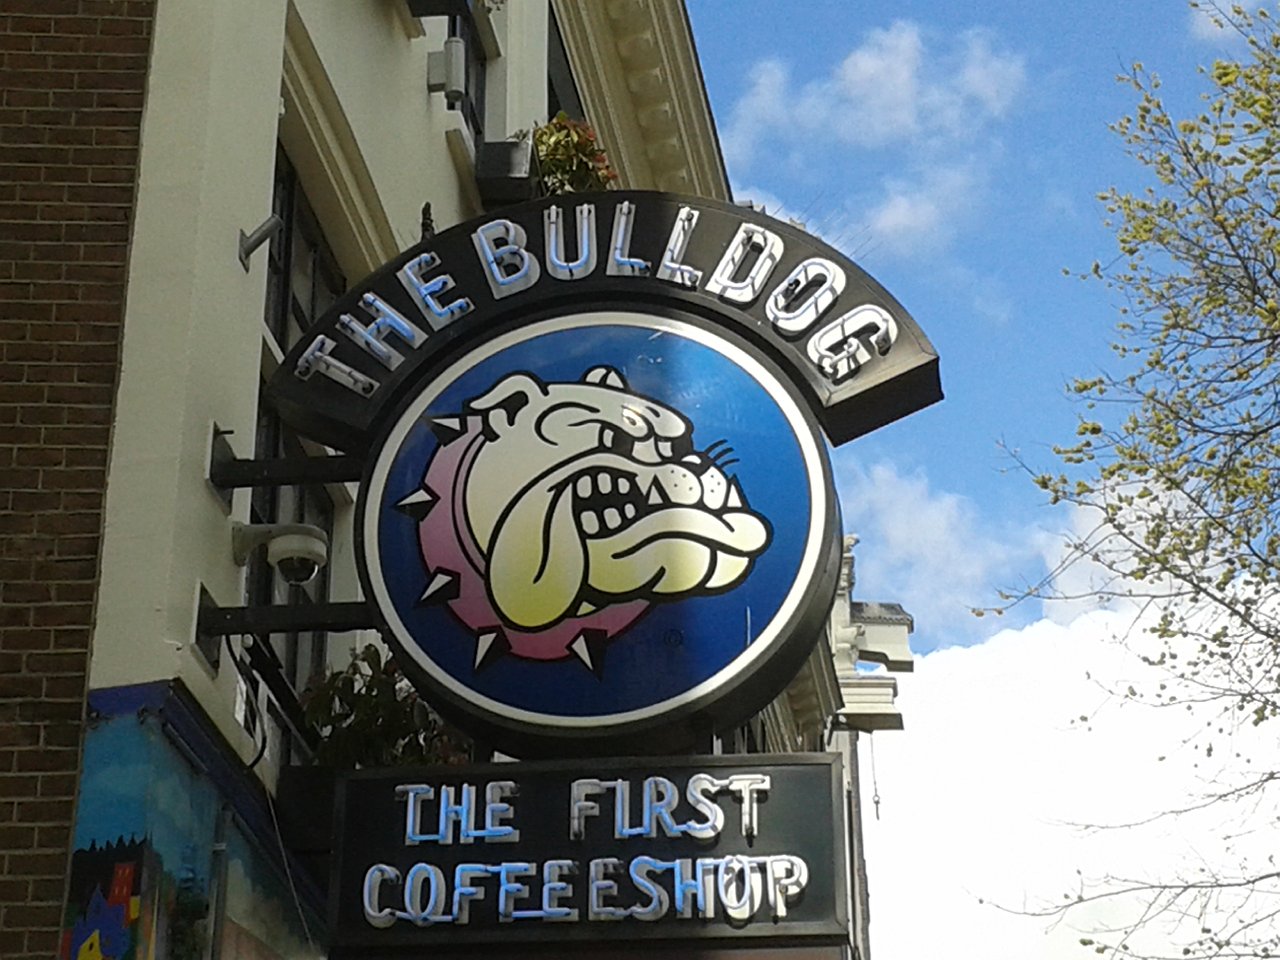 THE BULLDOG
®
THE FIRST
COFFEESHOP